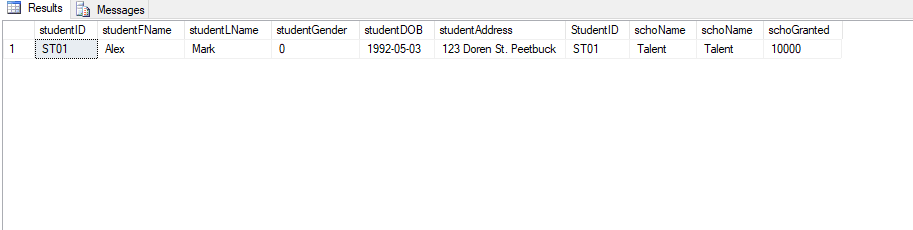 Results Messages
studentID studentFName studentLName studentGender studentDOB studentAddress StudentID schoName schoName schoGranted
1 ST01 Alex Mark 0 1992-05-03 123 Doren St. Peetbuck ST01 Talent Talent 10000